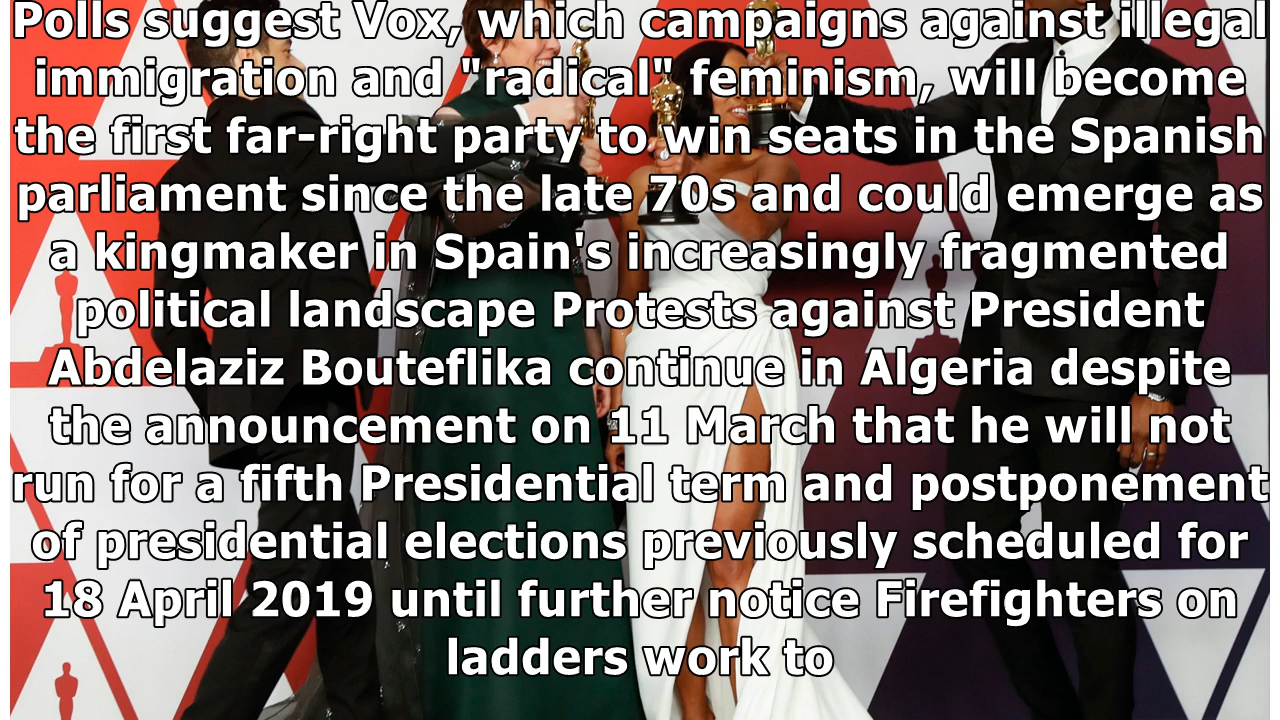 Polls suggest Vox, which campaigns against illegal
immigration and "radical" feminism, will become
the first far-right party to win seats in the Spanish
parliament since the late 70s and could emerge as
a kingmaker in Spain's increasingly fragmented
political landscape Protests against President
Abdelaziz Bouteflika continue in Algeria despite
the announcement on 11 March that he will not
run for a fifth Presidential term and postponement
of presidential elections previously scheduled for
18 April 2019 until further notice Firefighters on
ladders work to